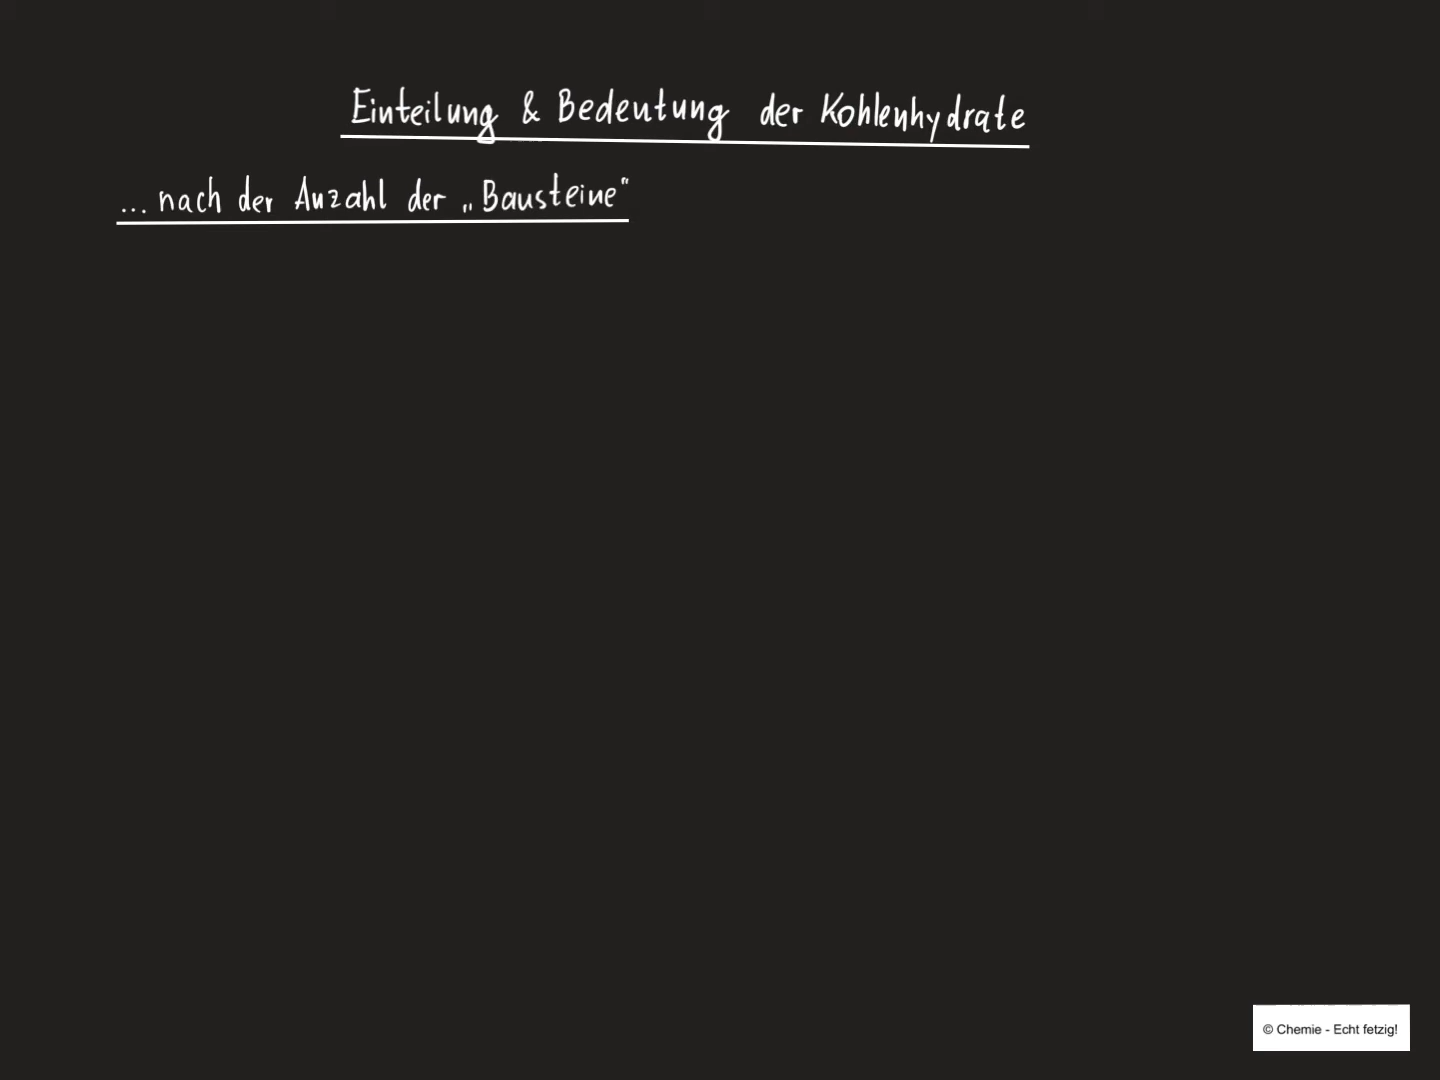 Einteilung & Bedeutung der Kohlenhydrate
... nach der Anzahl der „Bausteine“
© Chemie - Echt fetzig!